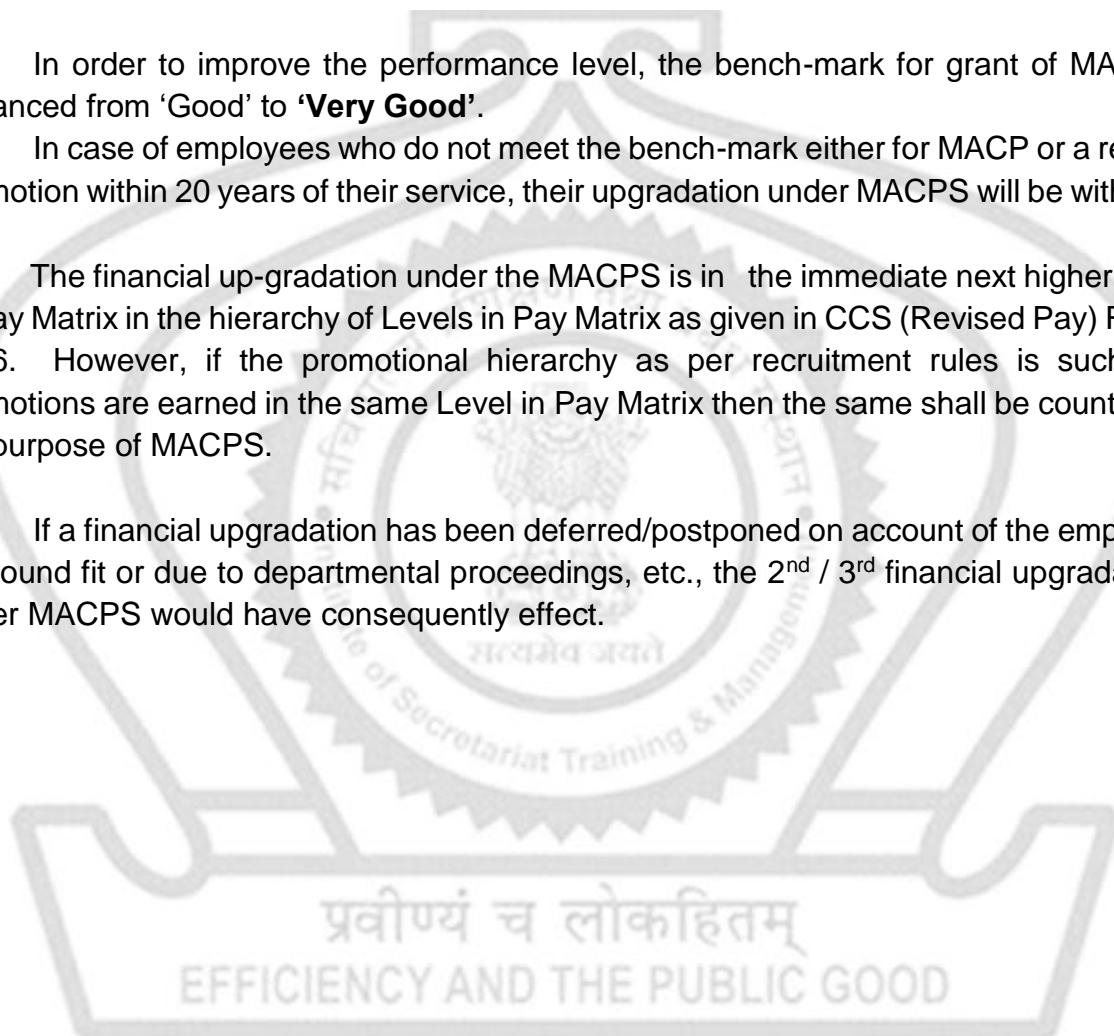 In order to improve the performance level, the bench-mark for grant of MA
anced from ‘Good’ to ‘Very Good’.
In case of employees who do not meet the bench-mark either for MACP or a re
notion within 20 years of their service, their upgradation under MACPS will be with
The financial up-gradation under the MACPS is in the immediate next higher
ay Matrix in the hierarchy of Levels in Pay Matrix as given in CCS (Revised Pay) R
6. However, if the promotional hierarchy as per recruitment rules is such
notions are earned in the same Level in Pay Matrix then the same shall be count
purpose of MACPS.
If a financial upgradation has been deferred/postponed on account of the emp
ound fit or due to departmental proceedings, etc., the 2nd / 3rd financial upgrada
er MACPS would have consequently effect.
सत्यमेव जयते
of Secretariat Training & Management
प्रवीण्यं च लोकहितम्
EFFICIENCY AND THE PUBLIC GOOD